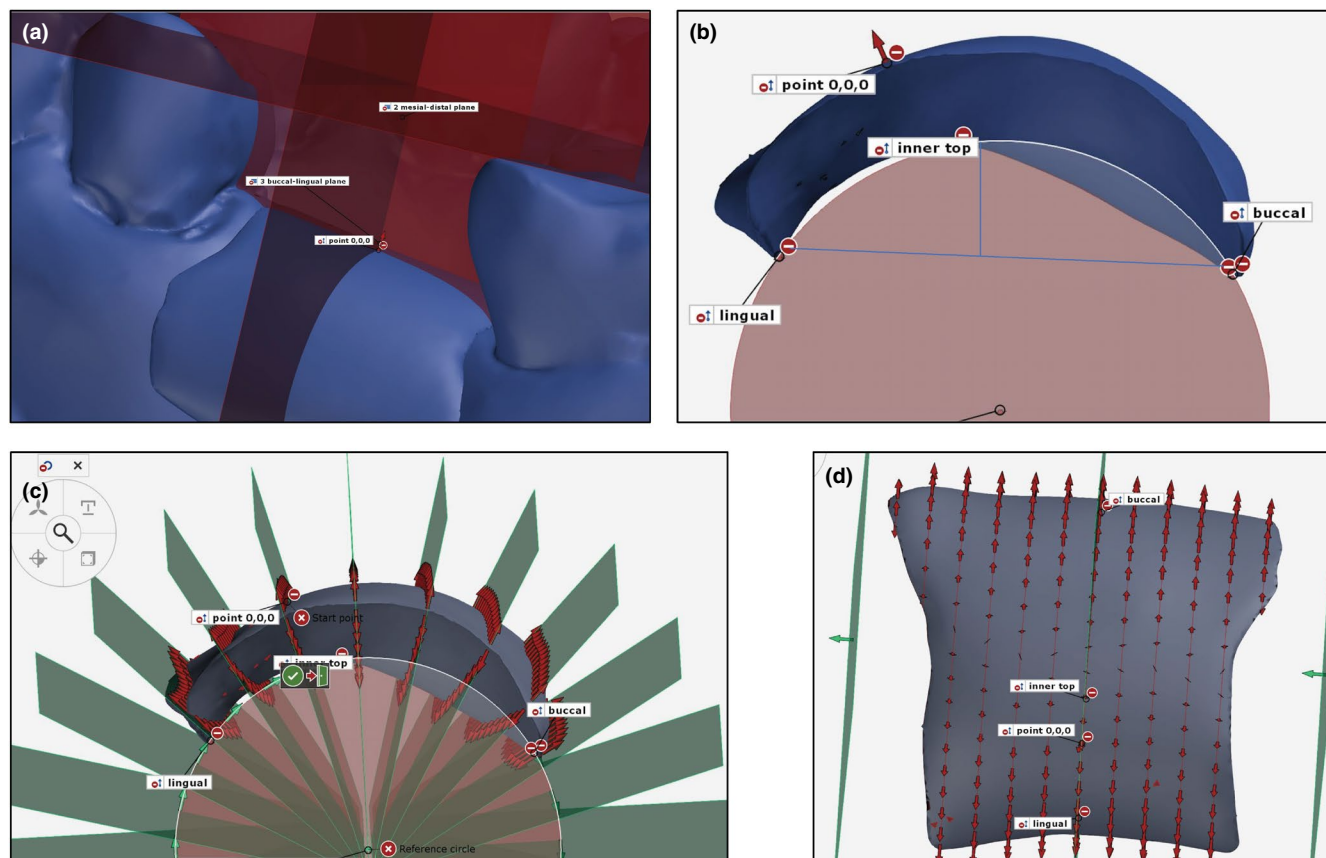 (a)
2 mesial-distal plane
3 buccal-lingual plane
point 0,0,0
(b)
point 0,0,0
inner top
buccal
lingual
(c)
point 0,0,0
Start point
inner top
buccal
lingual
Reference circle
(d)
buccal
inner top
point 0,0,0
lingual